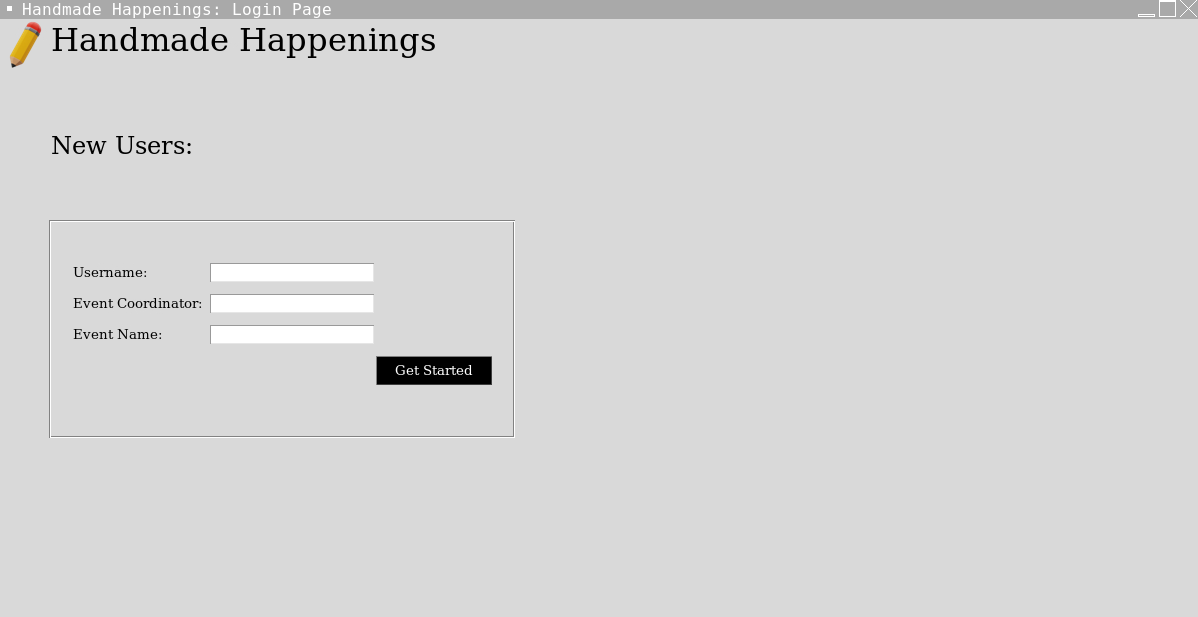 Handmade Happenings: Login Page
Handmade Happenings
New Users:
Username:
Event Coordinator:
Event Name:
Get Started